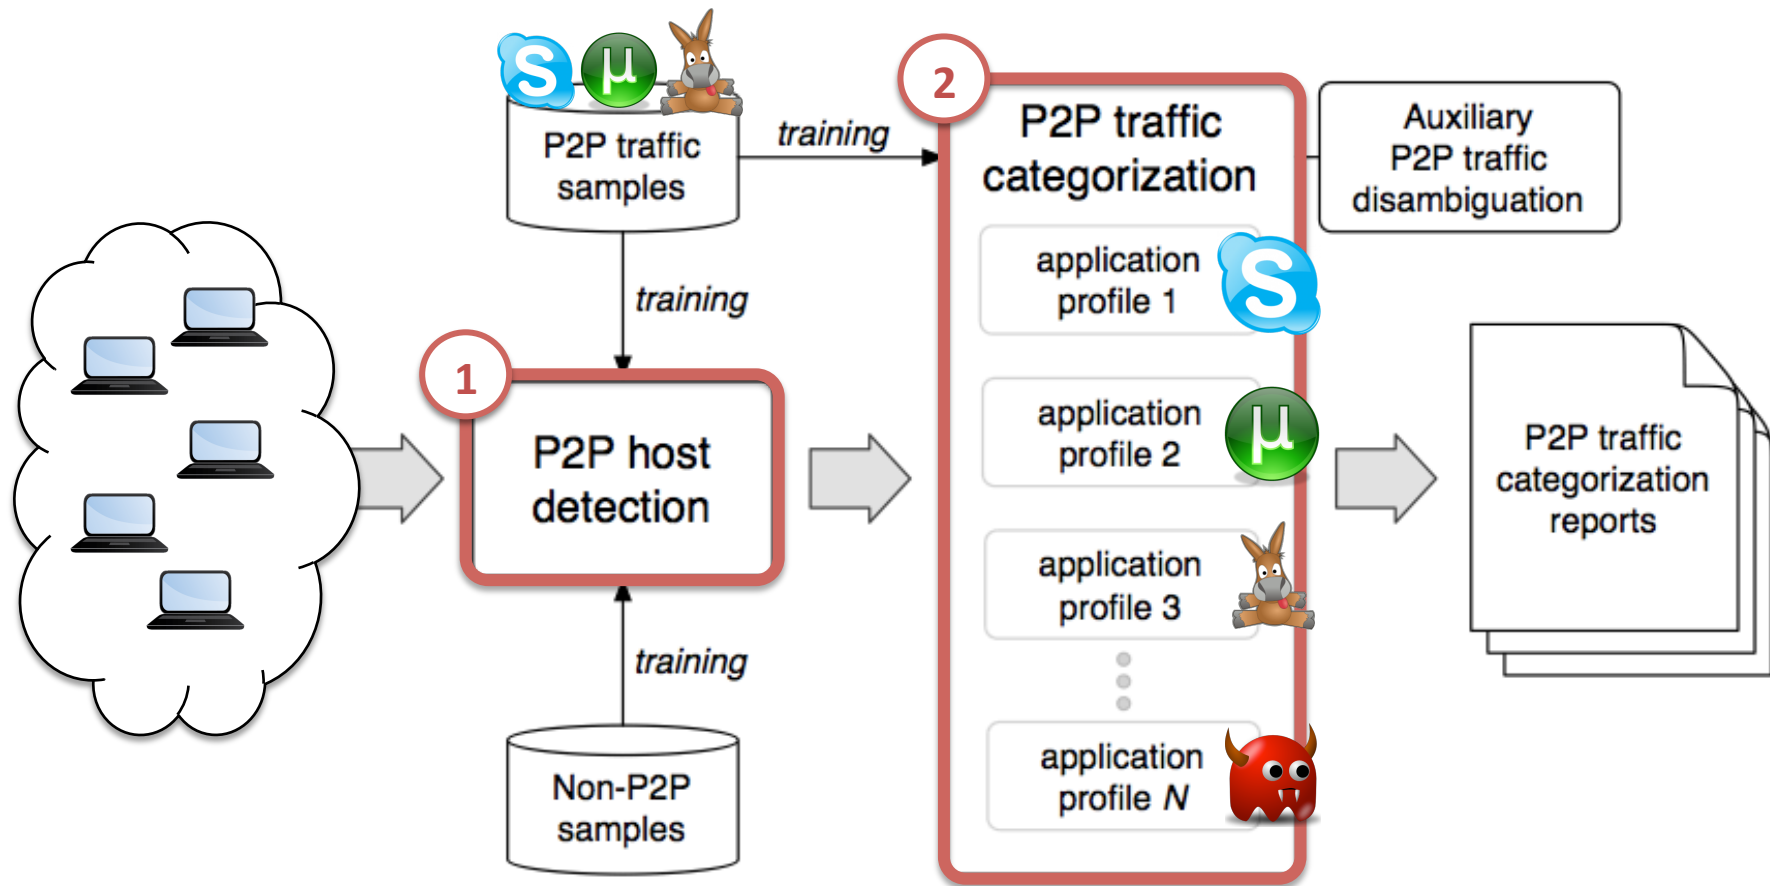 S
µ
P2P traffic
samples
training
training
1
P2P host
detection
training
Non-P2P
samples
2
P2P traffic
categorization
application
profile 1
S
application
profile 2
µ
application
profile 3
application
profile N
Auxiliary
P2P traffic
disambiguation
P2P traffic
categorization
reports